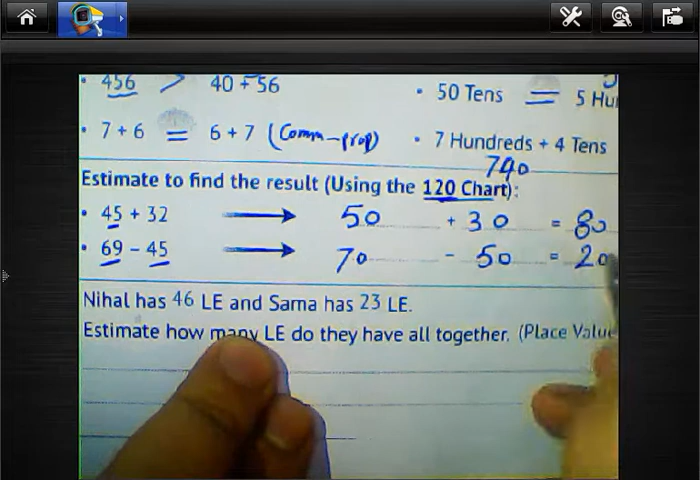 • 456 > 40 + 56
• 50 Tens = 5 Hu
• 7 + 6 = 6 + 7 (Comm-prop)
• 7 Hundreds + 4 Tens
740
Estimate to find the result (Using the 120 Chart):
• 45 + 32 → 50 + 30 = 80
• 69 – 45 → 70 - 50 = 20
Nihal has 46 LE and Sama has 23 LE.
Estimate how many LE do they have all together. (Place Value